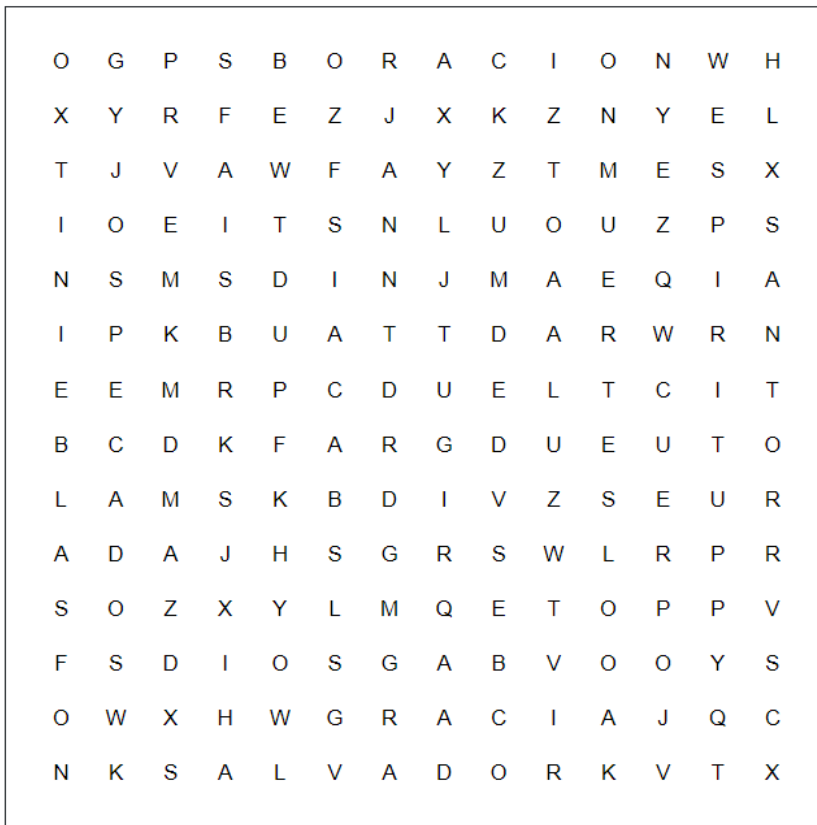 O G P S B O R A C I O N W H
X Y R F E Z J X K Z N Y E L
T J V A W F A Y Z T M E S X
I O E I T S N L U O U Z P S
N S M S D I N J M A E Q I A
I P K B U A T T D A R W R N
E E M R P C D U E L T C I T
B C D K F A R G D U E U T O
L A M S K B D I V Z S E U R
A D A J H S G R S W L R P R
S O Z X Y L M Q E T O P P V
F S D I O S G A B V O O Y S
O W X H W G R A C I A J Q C
N K S A L V A D O R K V T X